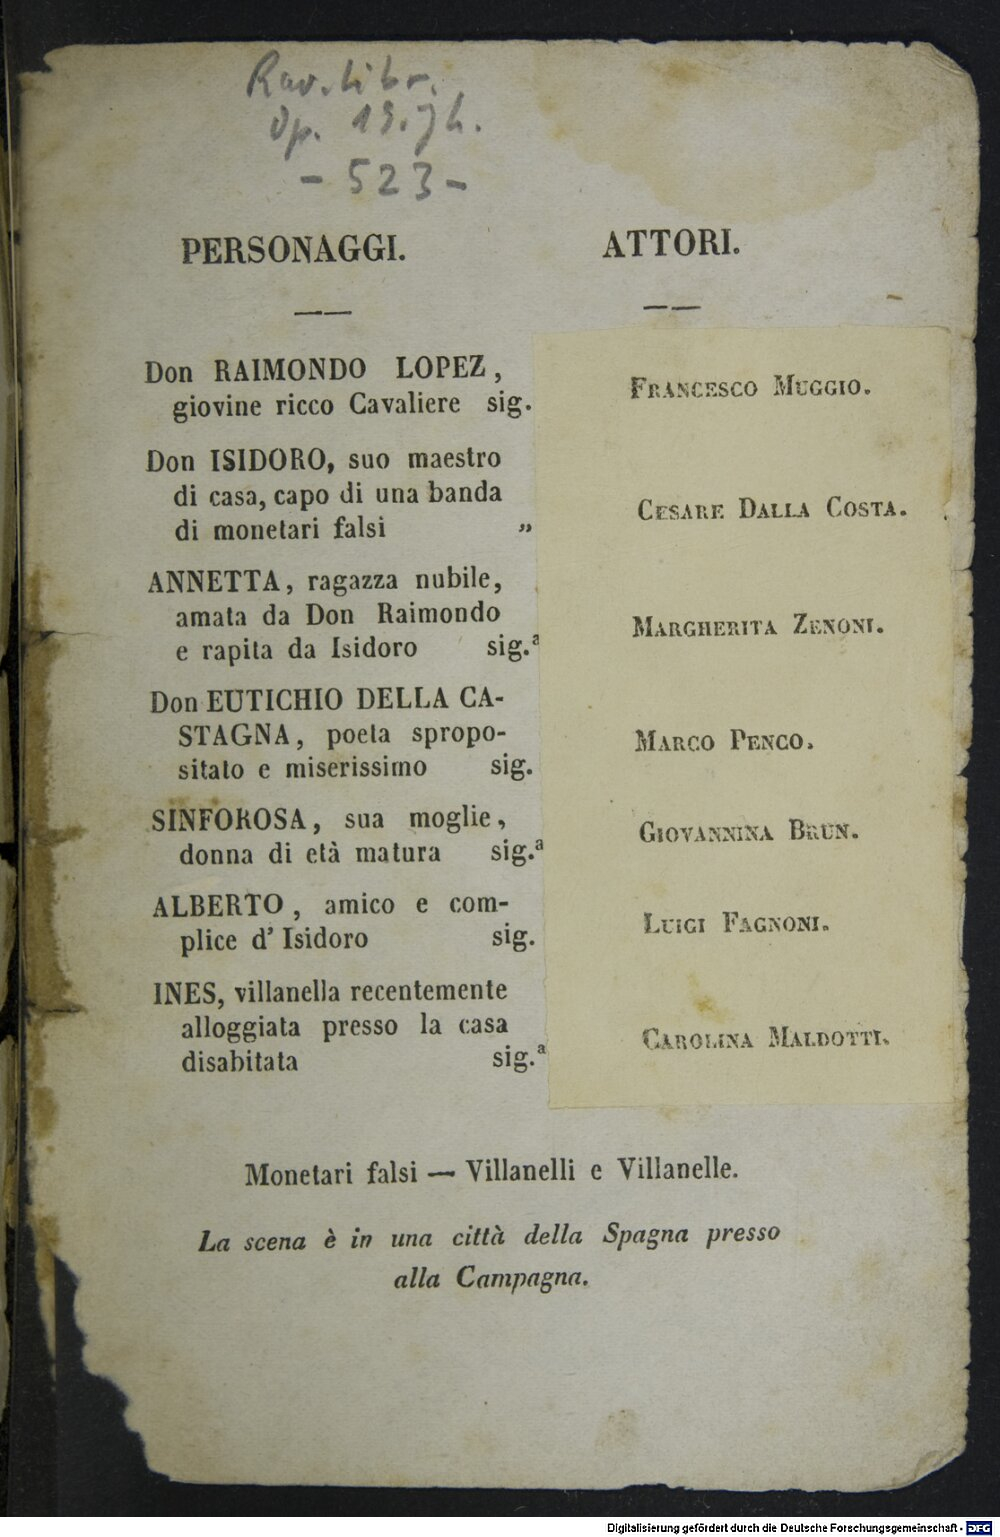 Rav. Libr.
Op. 19. Jh.
- 523 -
PERSONAGGI.
ATTORI.
Don RAIMONDO LOPEZ,
giovine ricco Cavaliere sig.
FRANCESCO MUGGIO.
Don ISIDORO, suo maestro
di casa, capo di una banda
di monetari falsi „
CESARE DALLA COSTA.
ANNETTA, ragazza nubile,
amata da Don Raimondo
e rapita da Isidoro sig.ª
MARGHERITA ZENONI.
Don EUTICHIO DELLA CA-
STAGNA, poeta spropo-
sitato e miserissimo sig.
MARCO PENCO.
SINFOROSA, sua moglie,
donna di età matura sig.ª
GIOVANNINA BRUN.
ALBERTO, amico e com-
plice d' Isidoro sig.
LUIGI FAGNONI.
INES, villanella recentemente
alloggiata presso la casa
disabitata sig.ª
CAROLINA MALDOTTI.
Monetari falsi — Villanelli e Villanelle.
La scena è in una città della Spagna presso
alla Campagna.
Digitalisierung gefördert durch die Deutsche Forschungsgemeinschaft - DFG